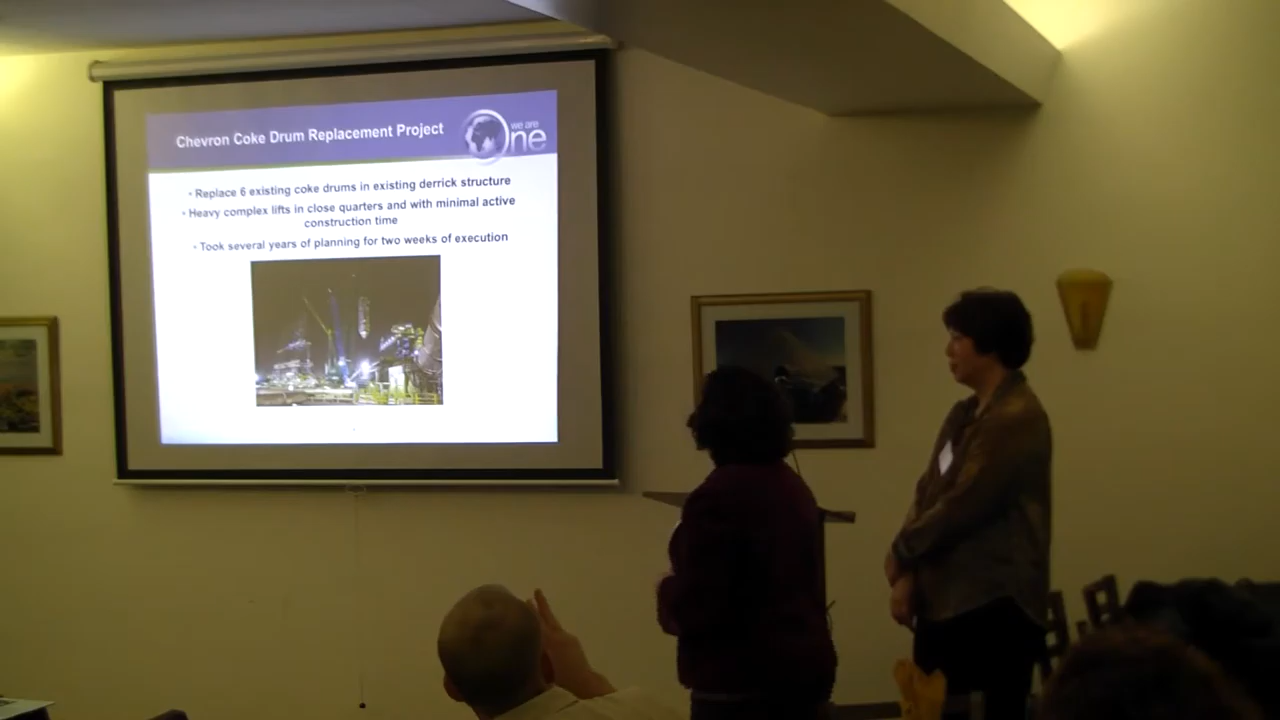 Chevron Coke Drum Replacement Project
we are
One
• Replace 6 existing coke drums in existing derrick structure
• Heavy complex lifts in close quarters and with minimal active
construction time
• Took several years of planning for two weeks of execution